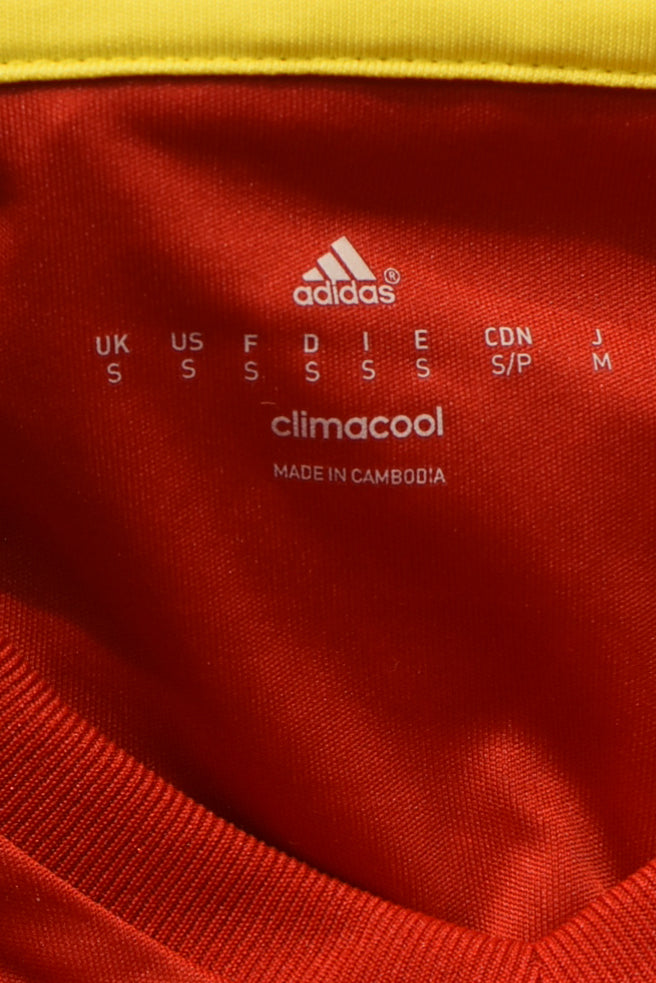 adidas®
UK US F D I E CDN J
S S S S S S S/P M
climacool
MADE IN CAMBODIA